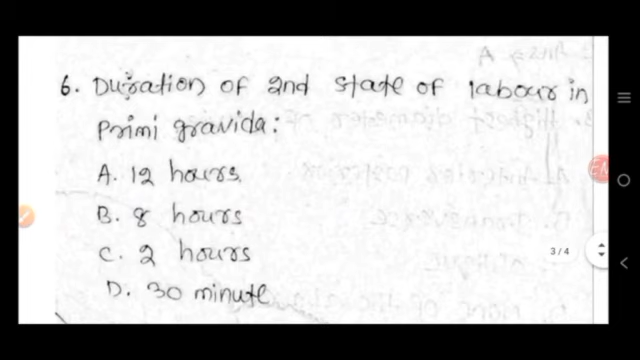 6. Duration of 2nd state of labour in
Primi gravida:
A. 12 hours
B. 8 hours
C. 2 hours
D. 30 minute
3/4
EN